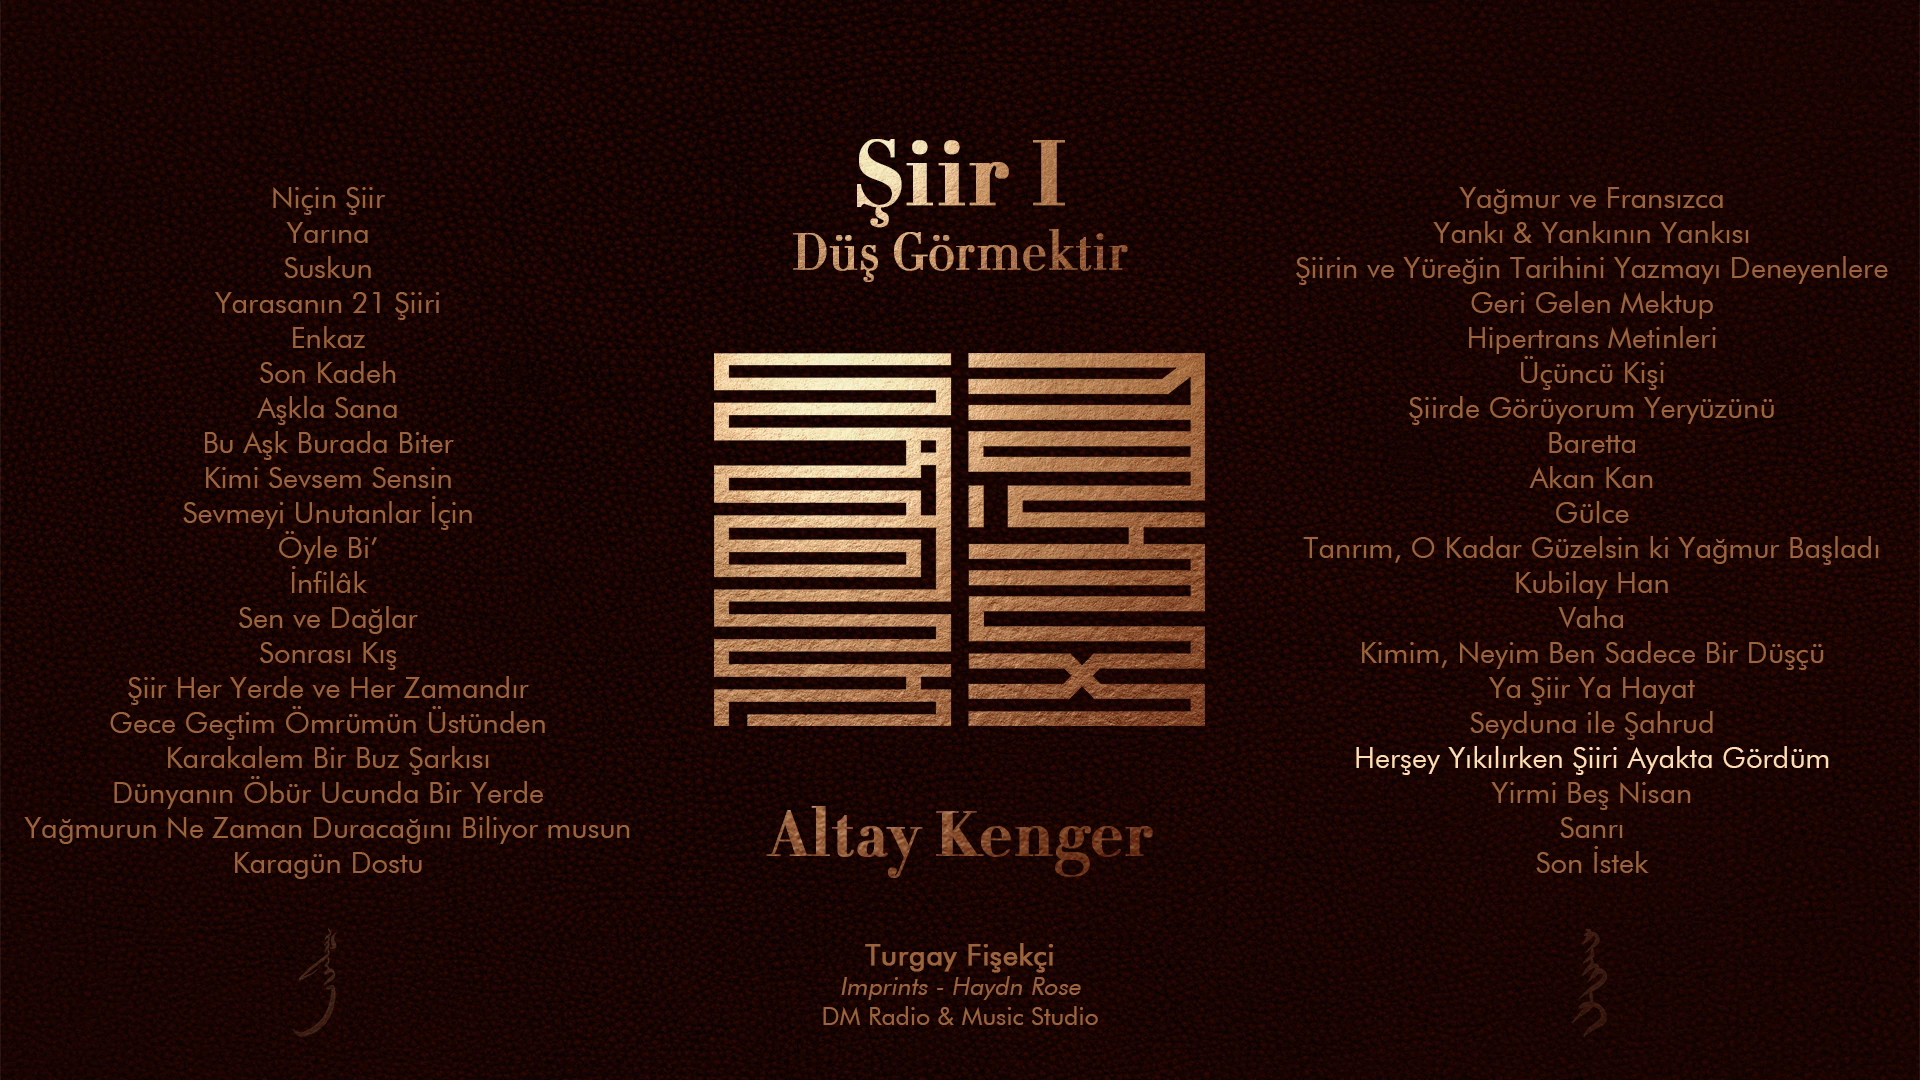 Şiir I
Düş Görmektir
Niçin Şiir
Yarına
Suskun
Yarasanın 21 Şiiri
Enkaz
Son Kadeh
Aşkla Sana
Bu Aşk Burada Biter
Kimi Sevsem Sensin
Sevmeyi Unutanlar İçin
Öyle Bi’
İnfilâk
Sen ve Dağlar
Sonrası Kış
Şiir Her Yerde ve Her Zamandır
Gece Geçtim Ömrümün Üstünden
Karakalem Bir Buz Şarkısı
Dünyanın Öbür Ucunda Bir Yerde
Yağmurun Ne Zaman Duracağını Biliyor musun
Karagün Dostu
Yağmur ve Fransızca
Yankı & Yankının Yankısı
Şiirin ve Yüreğin Tarihini Yazmayı Deneyenlere
Geri Gelen Mektup
Hipertrans Metinleri
Üçüncü Kişi
Şiirde Görüyorum Yeryüzünü
Baretta
Akan Kan
Gülce
Tanrım, O Kadar Güzelsin ki Yağmur Başladı
Kubilay Han
Vaha
Kimim, Neyim Ben Sadece Bir Düşçü
Ya Şiir Ya Hayat
Seyduna ile Şahrud
Herşey Yıkılırken Şiiri Ayakta Gördüm
Yirmi Beş Nisan
Sanrı
Son İstek
Altay Kenger
Turgay Fişekçi
Imprints - Haydn Rose
DM Radio & Music Studio